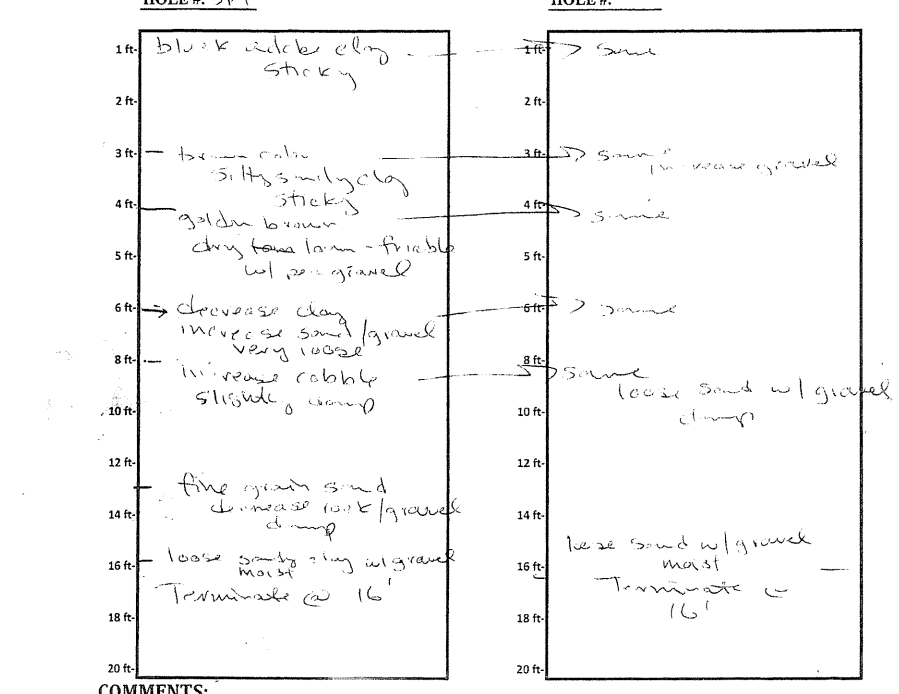 HOLE #:
HOLE #:
1 ft-
black adobe clay
sticky
2 ft-
3 ft-
brown color
silty sandy clay
sticky
4 ft-
golden brown
5 ft-
dry loam - friable
w/ pea gravel
6 ft-
decrease clay
increase sand/gravel
very loose
8 ft-
increase cobble
slightly damp
10 ft-
12 ft-
fine grain sand
decrease rock/gravel
14 ft-
damp
loose sandy clay w/ gravel
16 ft-
moist
Terminate @ 16'
18 ft-
20 ft-
1 ft-
same
2 ft-
3 ft-
same
increase gravel
4 ft-
same
5 ft-
6 ft-
same
8 ft-
same
loose sand w/ gravel
10 ft-
damp
12 ft-
14 ft-
loose sand w/ gravel
16 ft-
moist
Terminate @
16'
18 ft-
20 ft-
COMMENTS: